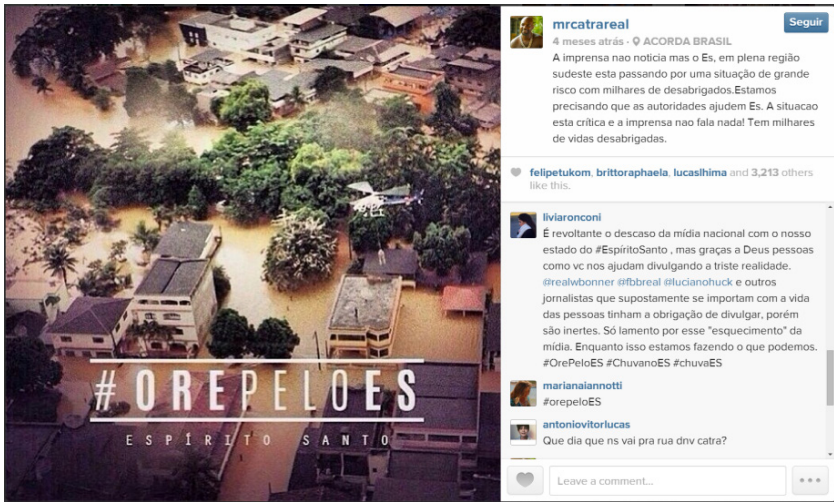 #OREPELOES
ESPÍRITO SANTO
mrcatrareal
Seguir
4 meses atrás · ACORDA BRASIL
A imprensa nao noticia mas o Es, em plena região
sudeste esta passando por uma situação de grande
risco com milhares de desabrigados.Estamos
precisando que as autoridades ajudem Es. A situacao
esta crítica e a imprensa nao fala nada! Tem milhares
de vidas desabrigadas.
felipetukom, brittoraphaela, lucaslhima and 3,213 others
like this.
liviaronconi
É revoltante o descaso da mídia nacional com o nosso
estado do #EspíritoSanto , mas graças a Deus pessoas
como vc nos ajudam divulgando a triste realidade.
@realwbonner @fbbreal @lucianohuck e outros
jornalistas que supostamente se importam com a vida
das pessoas tinham a obrigação de divulgar, porém
são inertes. Só lamento por esse "esquecimento" da
mídia. Enquanto isso estamos fazendo o que podemos.
#OrePeloES #ChuvanoES #chuvaES
marianaiannotti
#orepeloES
antoniovitorlucas
Que dia que ns vai pra rua dnv catra?
Leave a comment...